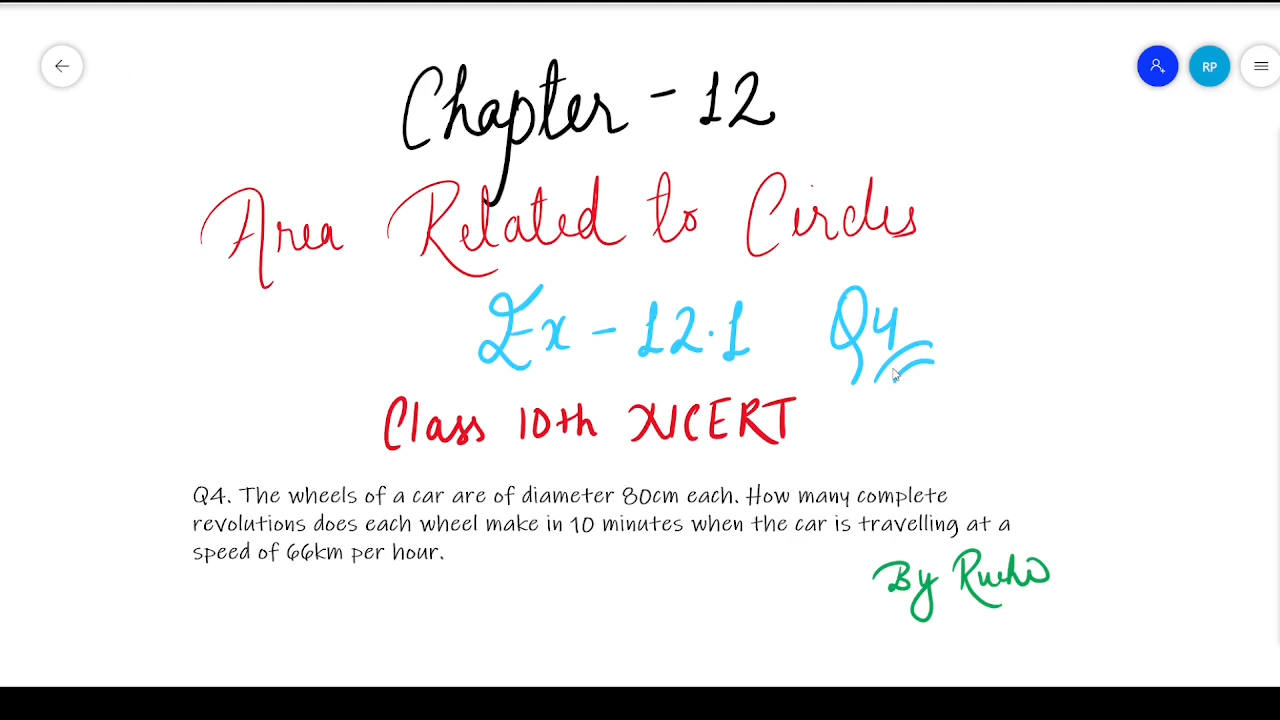 RP
Chapter - 12
Area Related to Circles
Ex - 12.1 Q4
Class 10th NCERT
Q4. The wheels of a car are of diameter 80cm each. How many complete
revolutions does each wheel make in 10 minutes when the car is travelling at a
speed of 66km per hour.
By Ruchi